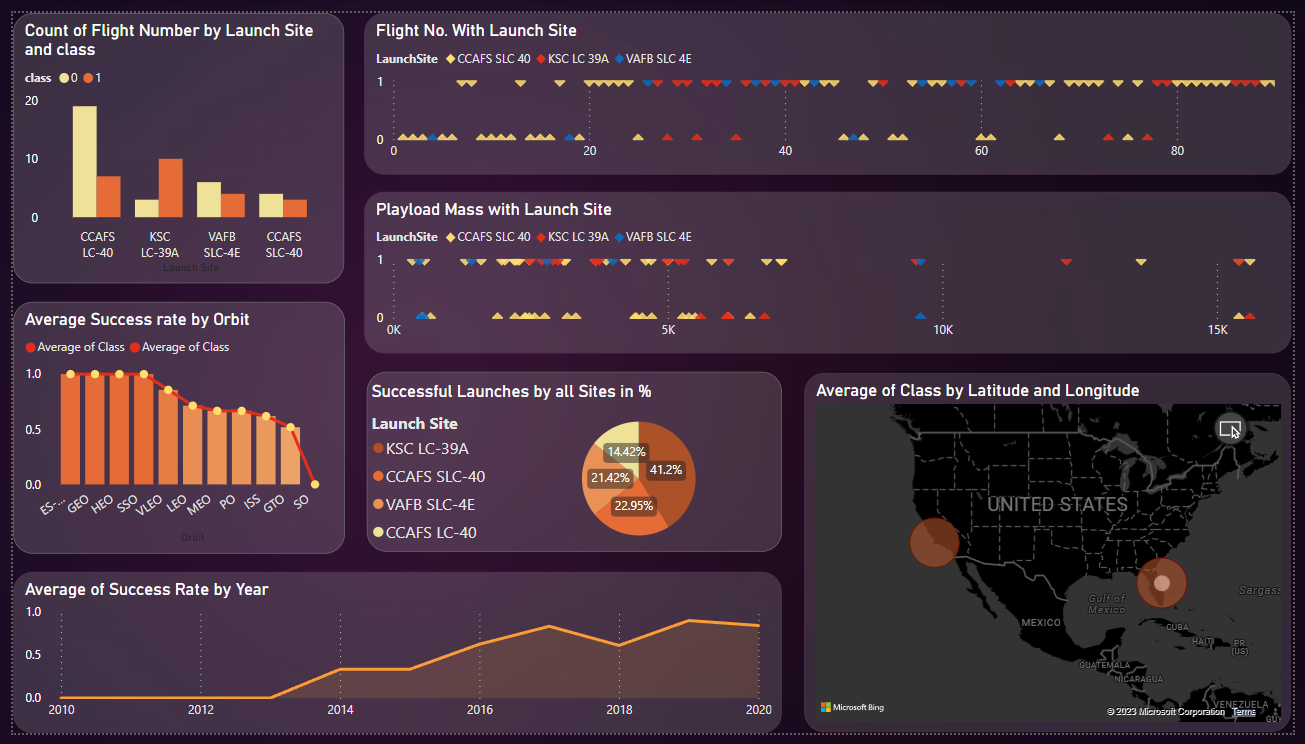 Count of Flight Number by Launch Site
and class
class 0 1
20
10
0
CCAFS
LC-40
KSC
LC-39A
VAFB
SLC-4E
CCAFS
SLC-40
Launch Site
Flight No. With Launch Site
LaunchSite CCAFS SLC 40 KSC LC 39A VAFB SLC 4E
1
0
0 20 40 60 80
Playload Mass with Launch Site
LaunchSite CCAFS SLC 40 KSC LC 39A VAFB SLC 4E
1
0
0K 5K 10K 15K
Average Success rate by Orbit
Average of Class Average of Class
1.0
0.5
0.0
ES-... GEO HEO SSO VLEO LEO MEO PO ISS GTO SO
Orbit
Successful Launches by all Sites in %
Launch Site
KSC LC-39A
CCAFS SLC-40
VAFB SLC-4E
CCAFS LC-40
14.42%
41.2%
21.42%
22.95%
Average of Class by Latitude and Longitude
UNITED STATES
Gulf of
Mexico
Sargass
MEXICO
CUBA
HAITI
PR
(US)
GUATEMALA
NICARAGUA
VENEZUELA
GUY
Microsoft Bing
© 2023 Microsoft Corporation Terms
Average of Success Rate by Year
1.0
0.5
0.0
2010 2012 2014 2016 2018 2020